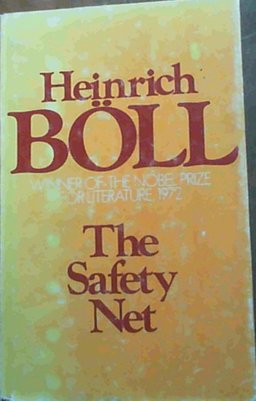 Heinrich
BÖLL
WINNER OF THE NOBEL PRIZE
FOR LITERATURE, 1972
The
Safety
Net